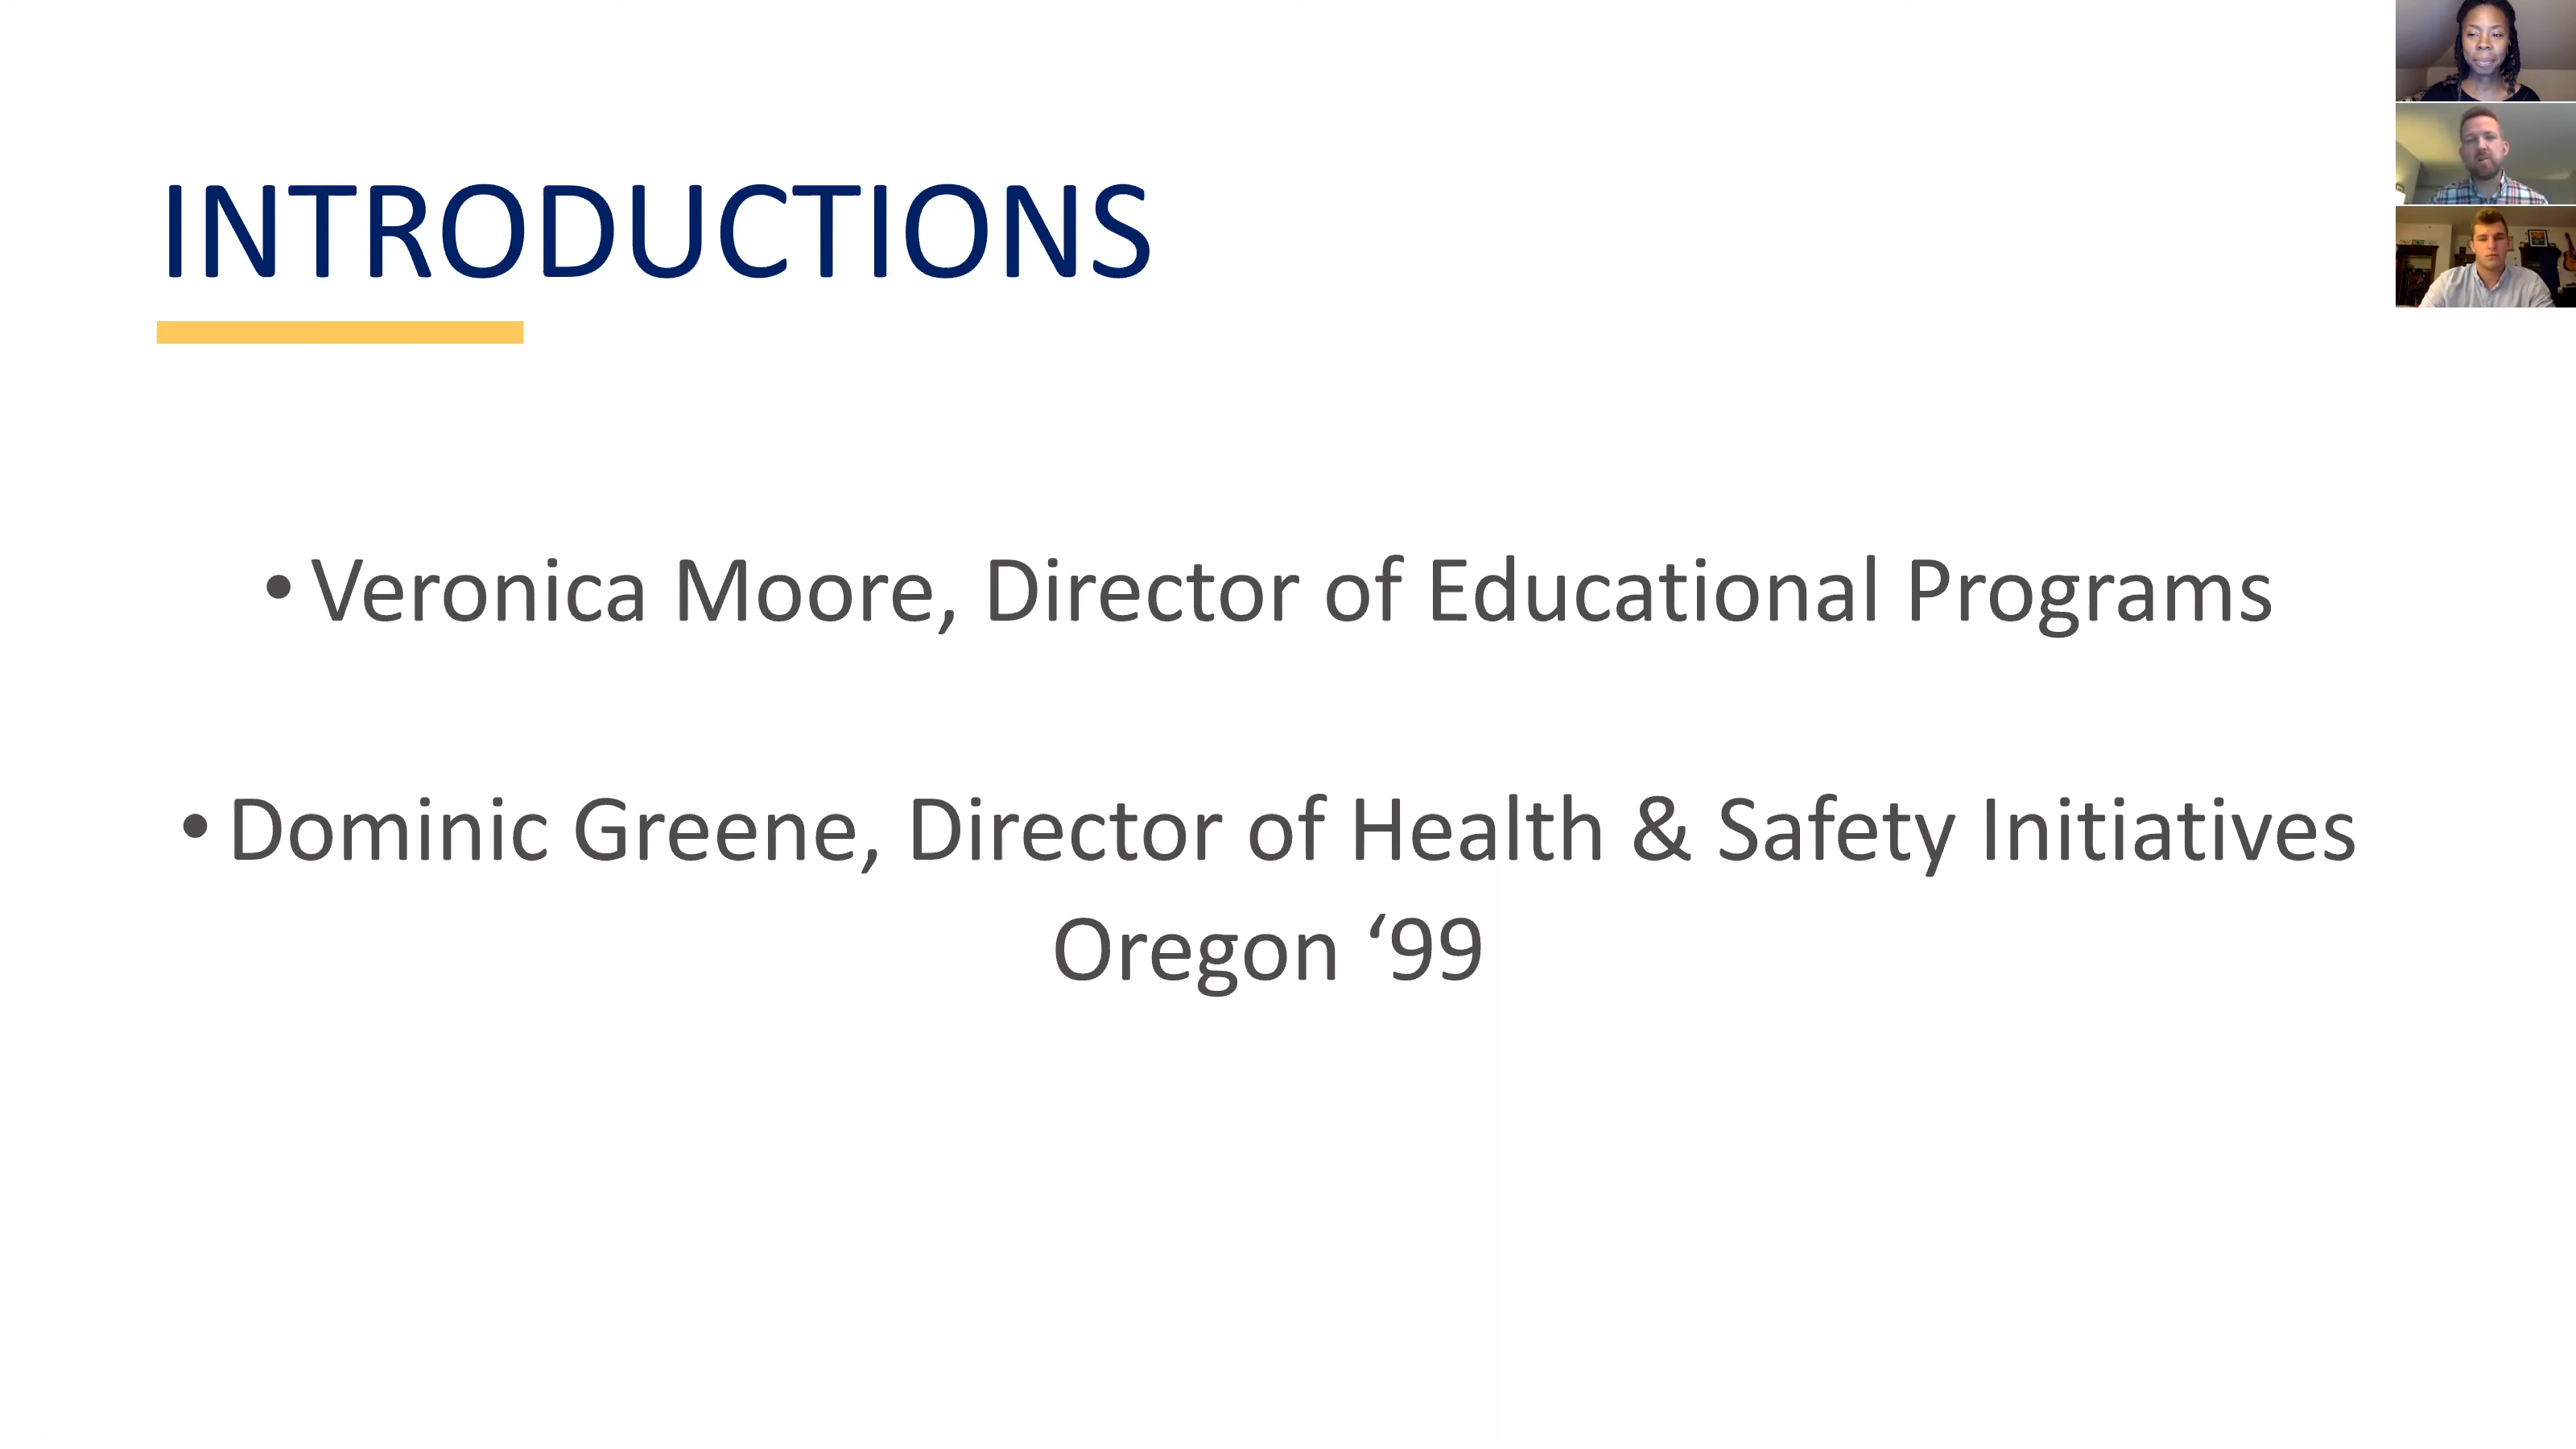 INTRODUCTIONS
• Veronica Moore, Director of Educational Programs
• Dominic Greene, Director of Health & Safety Initiatives
Oregon ‘99